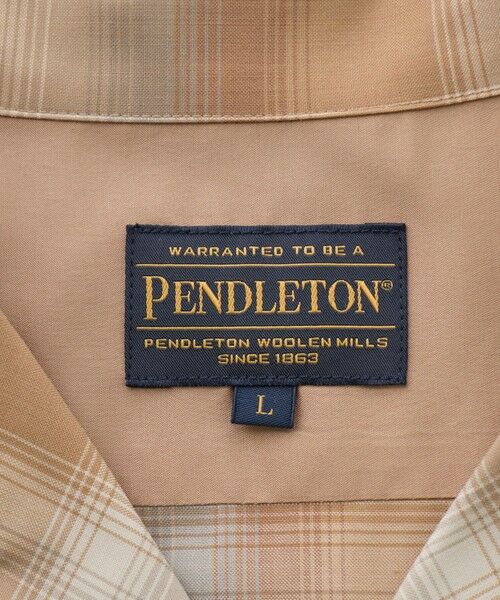 WARRANTED TO BE A
PENDLETON®
PENDLETON WOOLEN MILLS
SINCE 1863
L